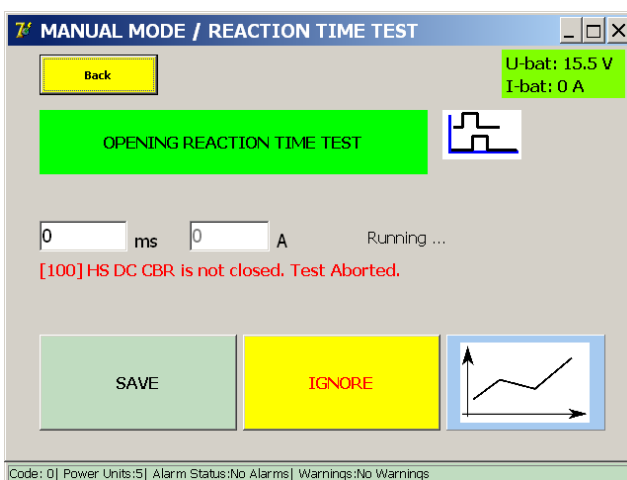 MANUAL MODE / REACTION TIME TEST
Back
U-bat: 15.5 V
I-bat: 0 A
OPENING REACTION TIME TEST
0 ms 0 A Running ...
[100] HS DC CBR is not closed. Test Aborted.
SAVE
IGNORE
Code: 0| Power Units:5| Alarm Status:No Alarms| Warnings:No Warnings